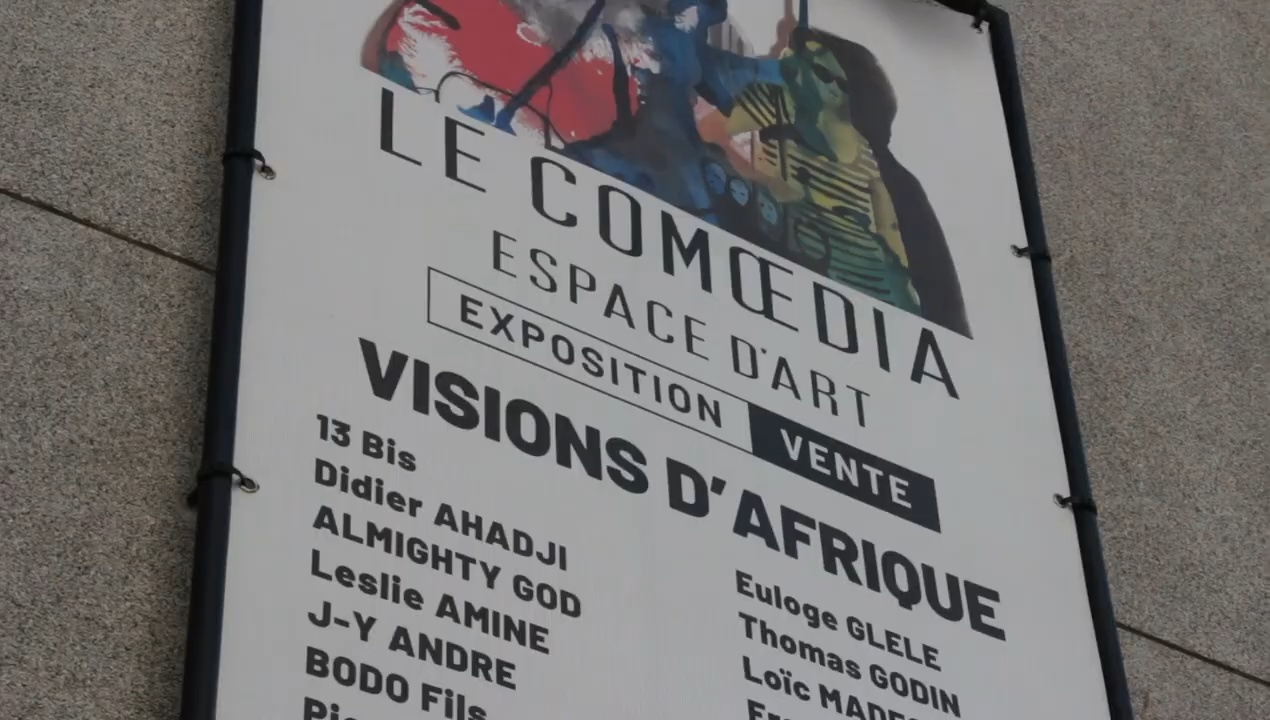 LE COMŒDIA
ESPACE D'ART
EXPOSITION VENTE
VISIONS D'AFRIQUE
13 Bis
Didier AHADJI
ALMIGHTY GOD
Leslie AMINE
J-Y ANDRE
BODO Fils
Euloge GLELE
Thomas GODIN
Loïc